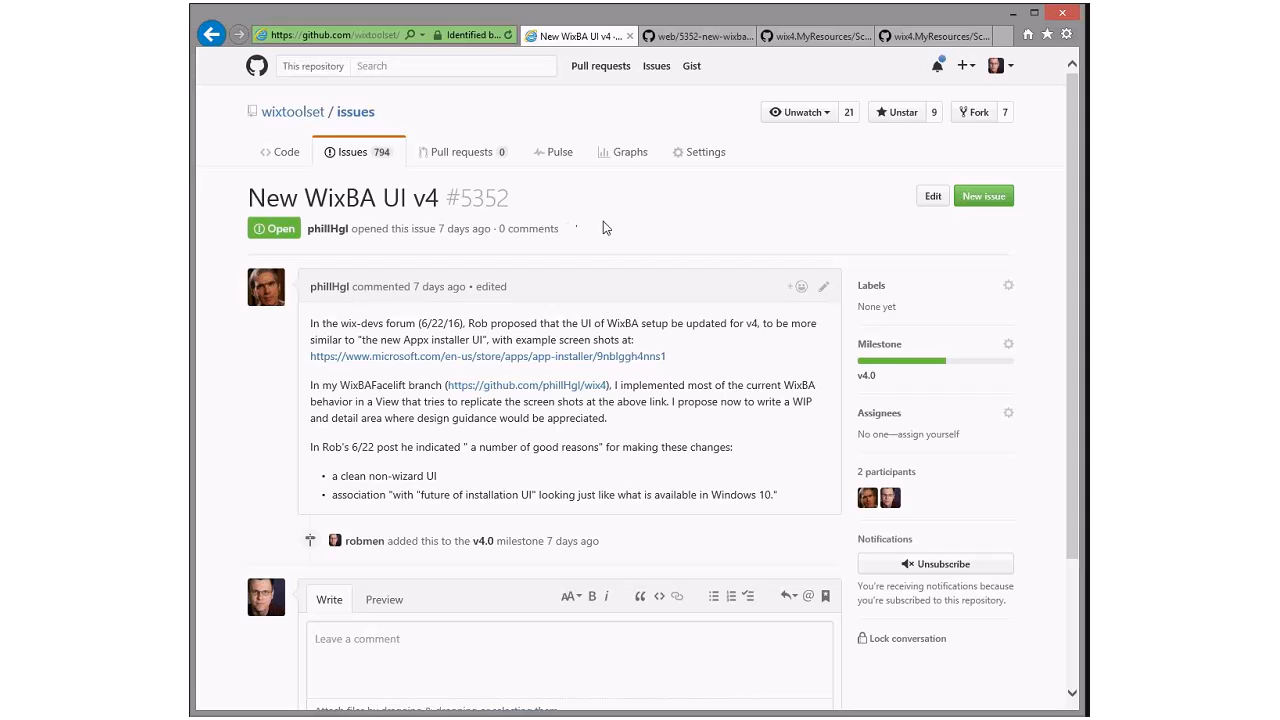 https://github.com/wixtoolset/ Identified b... New WixBA UI v4 -... web/5352-new-wixba... wix4.MyResources/Sc... wix4.MyResources/Sc...
This repository Search Pull requests Issues Gist
wixtoolset / issues Unwatch 21 Unstar 9 Fork 7
Code Issues 794 Pull requests 0 Pulse Graphs Settings
New WixBA UI v4 #5352 Edit New issue
Open phillHgl opened this issue 7 days ago · 0 comments
phillHgl commented 7 days ago • edited
In the wix-devs forum (6/22/16), Rob proposed that the UI of WixBA setup be updated for v4, to be more
similar to "the new Appx installer UI", with example screen shots at:
https://www.microsoft.com/en-us/store/apps/app-installer/9nblggh4nns1
In my WixBAFacelift branch (https://github.com/phillHgl/wix4), I implemented most of the current WixBA
behavior in a View that tries to replicate the screen shots at the above link. I propose now to write a WIP
and detail area where design guidance would be appreciated.
In Rob's 6/22 post he indicated " a number of good reasons" for making these changes:
• a clean non-wizard UI
• association "with "future of installation UI" looking just like what is available in Windows 10."
robmen added this to the v4.0 milestone 7 days ago
Labels
None yet
Milestone
v4.0
Assignees
No one—assign yourself
2 participants
Notifications
Unsubscribe
You're receiving notifications because
you're subscribed to this repository.
Lock conversation
Write Preview AA B i @
Leave a comment
Attach files by dragging & dropping or selecting them.